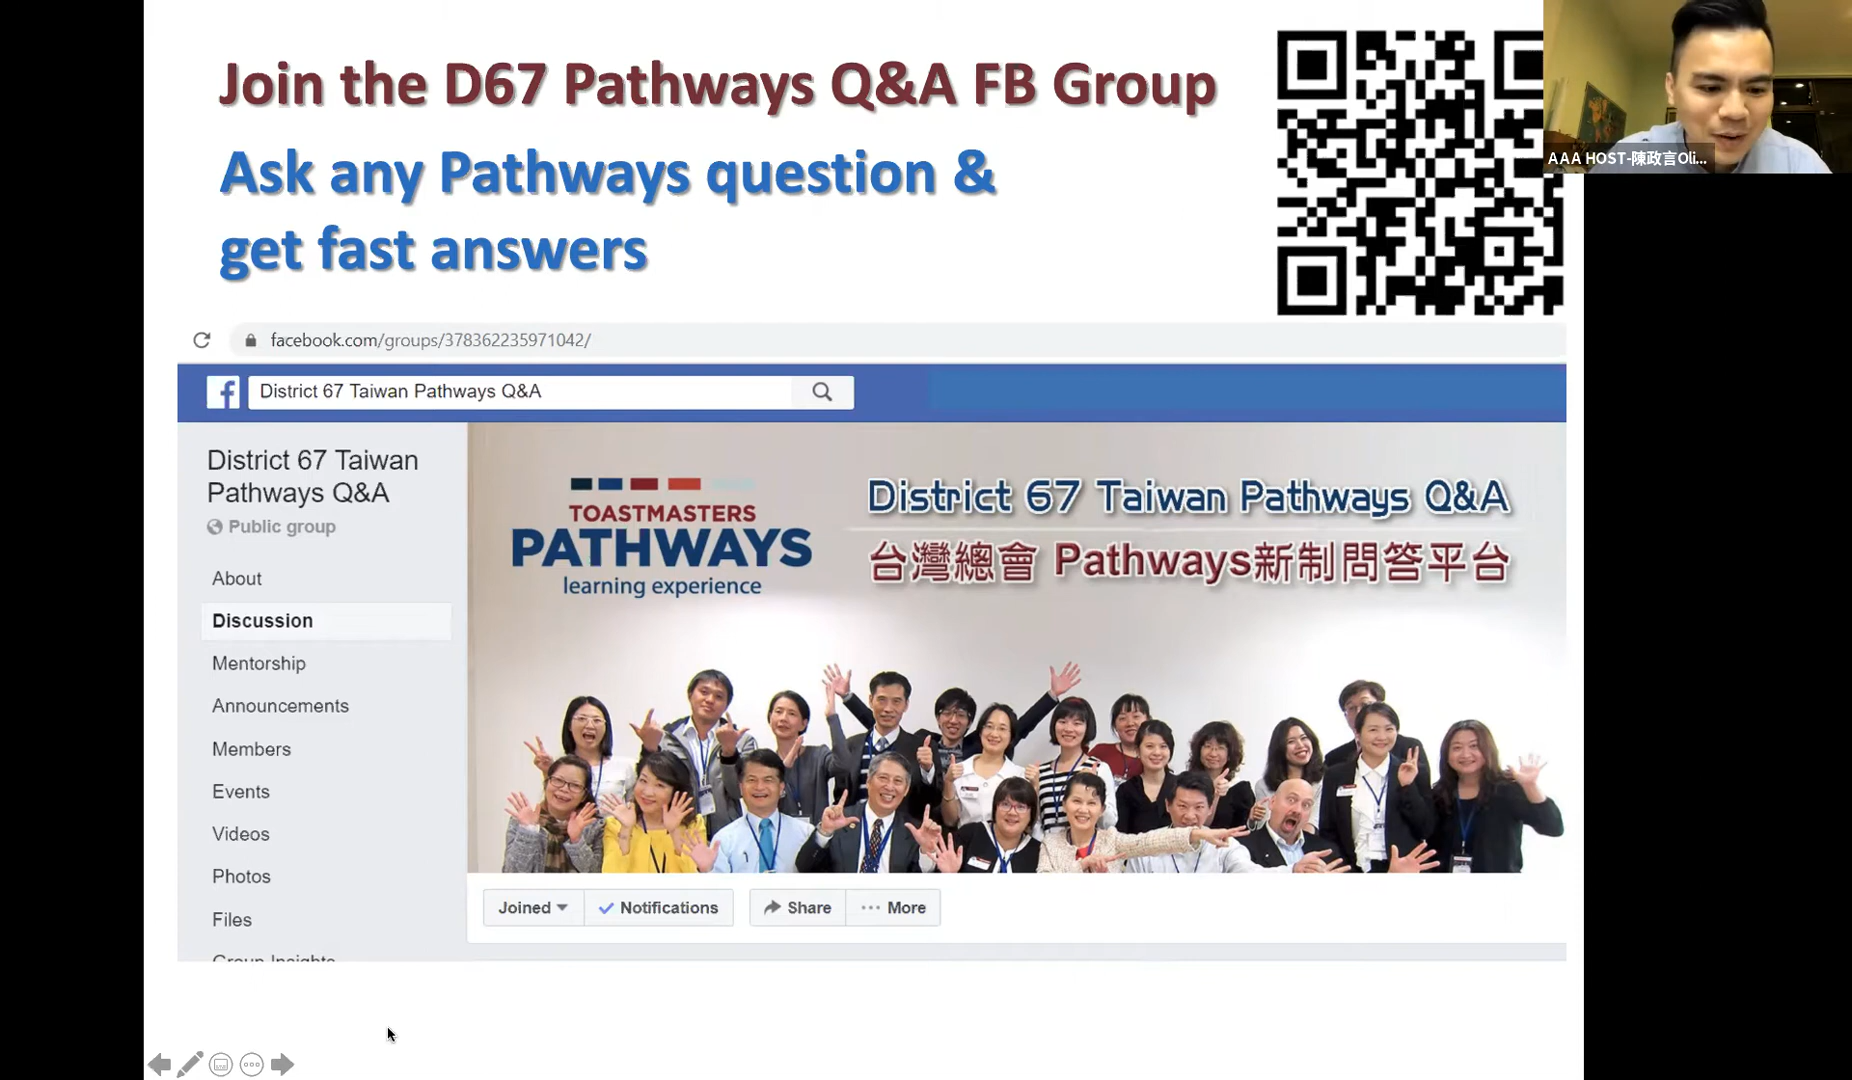 Join the D67 Pathways Q&A FB Group
Ask any Pathways question &
get fast answers
AAA HOST-陳政言Oli...
facebook.com/groups/378362235971042/
District 67 Taiwan Pathways Q&A
District 67 Taiwan
Pathways Q&A
Public group
About
Discussion
Mentorship
Announcements
Members
Events
Videos
Photos
Files
Group Insights
TOASTMASTERS
PATHWAYS
learning experience
District 67 Taiwan Pathways Q&A
台灣總會 Pathways新制問答平台
Joined
Notifications
Share
More